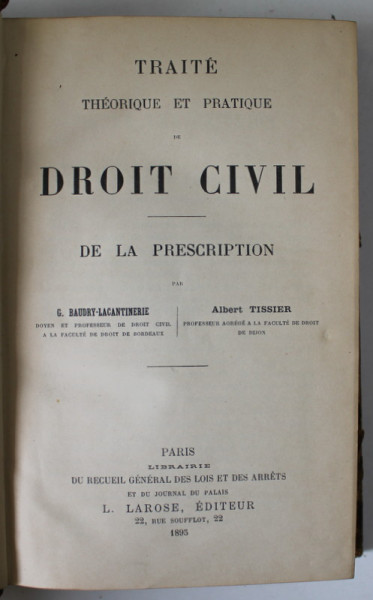 TRAITÉ
THÉORIQUE ET PRATIQUE
DE
DROIT CIVIL
DE LA PRESCRIPTION
PAR
G. BAUDRY-LACANTINERIE
DOYEN ET PROFESSEUR DE DROIT CIVIL
A LA FACULTÉ DE DROIT DE BORDEAUX
Albert TISSIER
PROFESSEUR AGRÉGÉ A LA FACULTÉ DE DROIT
DE DIJON
PARIS
LIBRAIRIE
DU RECUEIL GÉNÉRAL DES LOIS ET DES ARRÊTS
ET DU JOURNAL DU PALAIS
L. LAROSE, ÉDITEUR
22, RUE SOUFFLOT, 22
1895